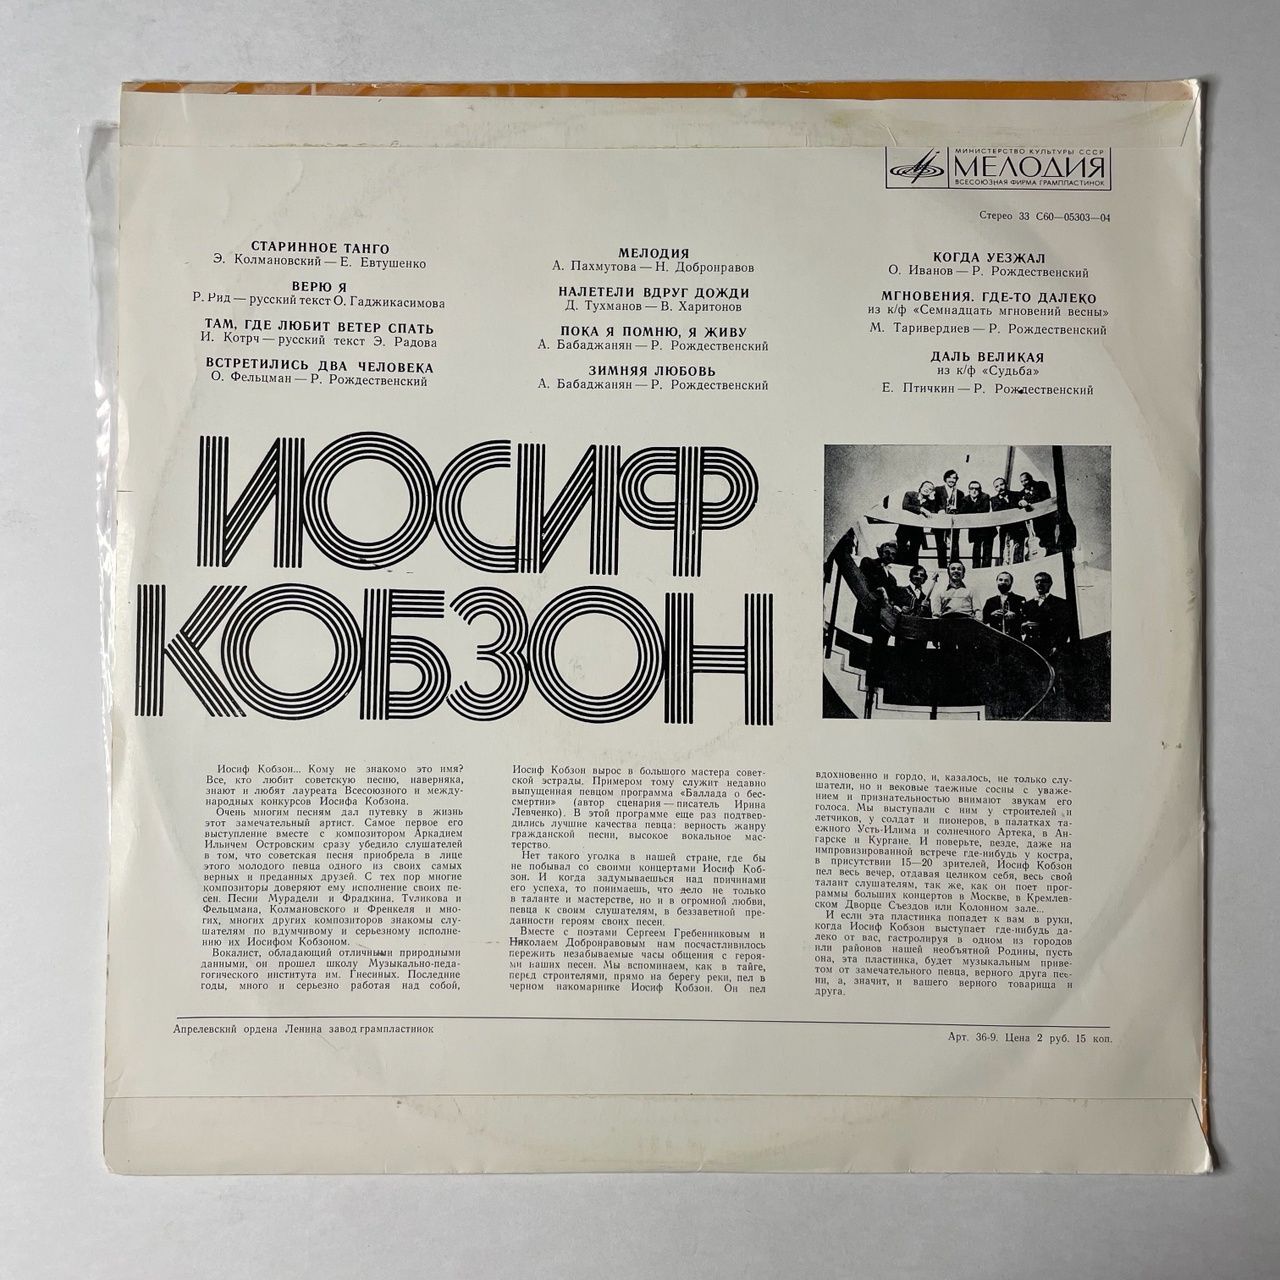 МИНИСТЕРСТВО КУЛЬТУРЫ СССР
МЕЛОДИЯ
ВСЕСОЮЗНАЯ ФИРМА ГРАМПЛАСТИНОК
Стерео 33 С60—05303—04
СТАРИННОЕ ТАНГО
Э. Колмановский — Е. Евтушенко
ВЕРЮ Я
Р. Рид — русский текст О. Гаджикасимова
ТАМ, ГДЕ ЛЮБИТ ВЕТЕР СПАТЬ
И. Котрч — русский текст Э. Радова
ВСТРЕТИЛИСЬ ДВА ЧЕЛОВЕКА
О. Фельцман — Р. Рождественский
МЕЛОДИЯ
А. Пахмутова — Н. Добронравов
НАЛЕТЕЛИ ВДРУГ ДОЖДИ
Д. Тухманов — В. Харитонов
ПОКА Я ПОМНЮ, Я ЖИВУ
А. Бабаджанян — Р. Рождественский
ЗИМНЯЯ ЛЮБОВЬ
А. Бабаджанян — Р. Рождественский
КОГДА УЕЗЖАЛ
О. Иванов — Р. Рождественский
МГНОВЕНИЯ. ГДЕ-ТО ДАЛЕКО
из к/ф «Семнадцать мгновений весны»
М. Таривердиев — Р. Рождественский
ДАЛЬ ВЕЛИКАЯ
из к/ф «Судьба»
Е. Птичкин — Р. Рождественский
ИОСИФ
КОБЗОН
Иосиф Кобзон... Кому не знакомо это имя?
Все, кто любит советскую песню, наверняка,
знают и любят лауреата Всесоюзного и между-
народных конкурсов Иосифа Кобзона.
Очень многим песням дал путевку в жизнь
этот замечательный артист. Самое первое его
выступление вместе с композитором Аркадием
Ильичем Островским сразу убедило слушателей
в том, что советская песня приобрела в лице
этого молодого певца одного из своих самых
верных и преданных друзей. С тех пор многие
композиторы доверяют ему исполнение своих пе-
сен. Песни Мурадели и Фрадкина, Туликова и
Фельцмана, Колмановского и Френкеля и мно-
гих, многих других композиторов знакомы слу-
шателям по вдумчивому и серьезному исполне-
нию их Иосифом Кобзоном.
Вокалист, обладающий отличными природными
данными, он прошел школу Музыкально-педа-
гогического института им. Гнесиных. Последние
годы, много и серьезно работая над собой,
Иосиф Кобзон вырос в большого мастера совет-
ской эстрады. Примером тому служит недавно
выпущенная певцом программа «Баллада о бес-
смертии» (автор сценария — писатель Ирина
Левченко). В этой программе еще раз подтвер-
дились лучшие качества певца: верность жанру
гражданской песни, высокое вокальное мас-
терство.
Нет такого уголка в нашей стране, где бы
не побывал со своими концертами Иосиф Коб-
зон. И когда задумываешься над причинами
его успеха, то понимаешь, что дело не только
в таланте и мастерстве, но и в огромной любви,
певца к своим слушателям, в беззаветной пре-
данности героям своих песен.
Вместе с поэтами Сергеем Гребенниковым и
Николаем Добронравовым нам посчастливилось
пережить незабываемые часы общения с героя-
ми наших песен. Мы вспоминаем, как в тайге,
перед строителями, прямо на берегу реки, пел в
черном накомарнике Иосиф Кобзон. Он пел
вдохновенно и гордо, и, казалось, не только слу-
шатели, но и вековые таежные сосны с уваже-
нием и признательностью внимают звукам его
голоса. Мы выступали с ним у строителей и
летчиков, у солдат и пионеров, в палатках та-
ежного Усть-Илима и солнечного Артека, в Ан-
гарске и Кургане. И поверьте, везде, даже на
импровизированной встрече где-нибудь у костра,
в присутствии 15—20 зрителей, Иосиф Кобзон
пел весь вечер, отдавая целиком себя, весь свой
талант слушателям, так же, как он поет прог-
раммы больших концертов в Москве, в Кремлев-
ском Дворце Съездов или Колонном зале...
И если эта пластинка попадет к вам в руки,
когда Иосиф Кобзон выступает где-нибудь да-
леко от вас, гастролируя в одном из городов
или районов нашей необъятной Родины, пусть
она, эта пластинка, будет музыкальным приве-
том от замечательного певца, верного друга пес-
ни, а, значит, и вашего верного товарища и
друга.
Апрелевский ордена Ленина завод грампластинок
Арт. 36-9. Цена 2 руб. 15 коп.